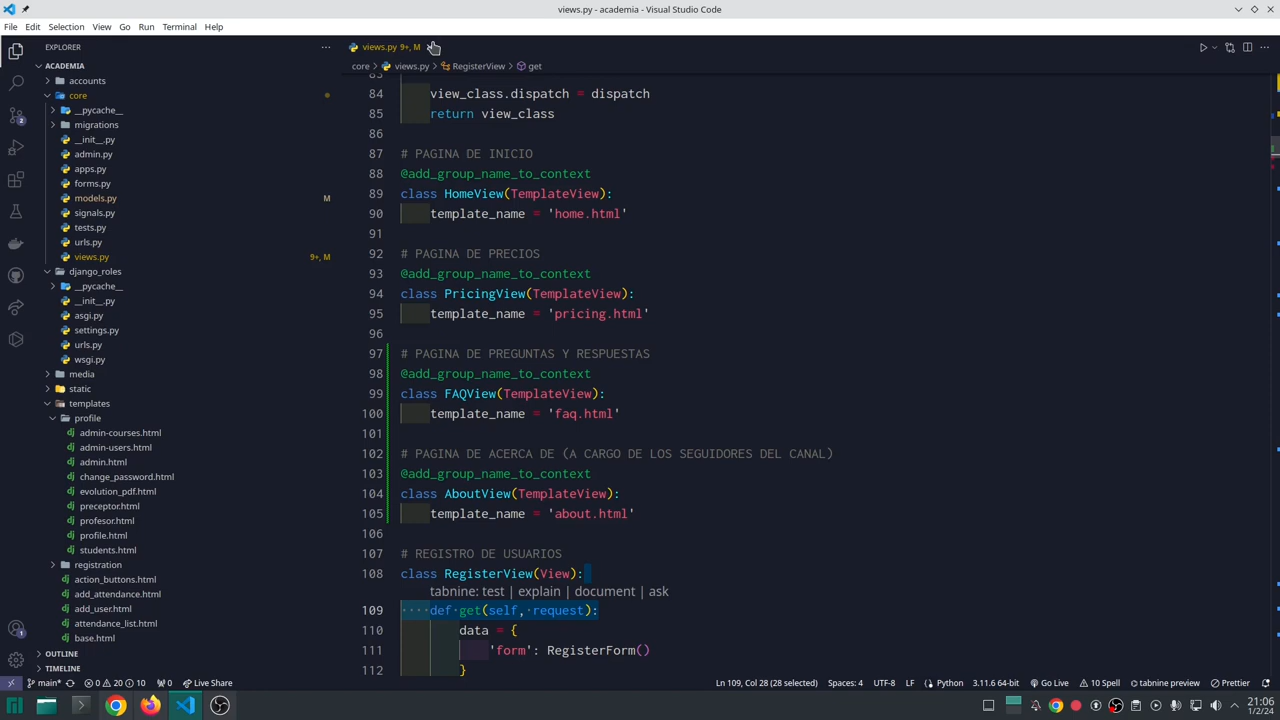 views.py - academia - Visual Studio Code
File Edit Selection View Go Run Terminal Help
EXPLORER
views.py 9+, M
ACADEMIA
core > views.py > RegisterView > get
accounts
core
__pycache__
migrations
__init__.py
admin.py
apps.py
forms.py
models.py M
signals.py
tests.py
urls.py
views.py 9+, M
django_roles
__pycache__
__init__.py
asgi.py
settings.py
urls.py
wsgi.py
media
static
templates
profile
admin-courses.html
admin-users.html
admin.html
change_password.html
evolution_pdf.html
preceptor.html
profesor.html
profile.html
students.html
registration
action_buttons.html
add_attendance.html
add_user.html
attendance_list.html
base.html
OUTLINE
TIMELINE
84 view_class.dispatch = dispatch
85 return view_class
86
87 # PAGINA DE INICIO
88 @add_group_name_to_context
89 class HomeView(TemplateView):
90 template_name = 'home.html'
91
92 # PAGINA DE PRECIOS
93 @add_group_name_to_context
94 class PricingView(TemplateView):
95 template_name = 'pricing.html'
96
97 # PAGINA DE PREGUNTAS Y RESPUESTAS
98 @add_group_name_to_context
99 class FAQView(TemplateView):
100 template_name = 'faq.html'
101
102 # PAGINA DE ACERCA DE (A CARGO DE LOS SEGUIDORES DEL CANAL)
103 @add_group_name_to_context
104 class AboutView(TemplateView):
105 template_name = 'about.html'
106
107 # REGISTRO DE USUARIOS
108 class RegisterView(View):
tabnine: test | explain | document | ask
109 def get(self, request):
110 data = {
111 'form': RegisterForm()
112 }
main* 0 20 10 0 Live Share Ln 109, Col 28 (28 selected) Spaces: 4 UTF-8 LF Python 3.11.6 64-bit Go Live 10 Spell tabnine preview Prettier
21:06
1/2/24